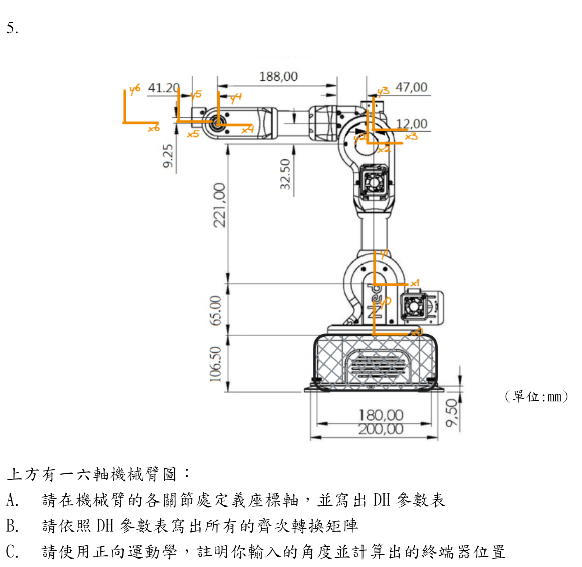 5.
188,00
41.20
47,00
y6
y5
y4
y3
x6
x5
x4
x3
12,00
y2
x2
9.25
32.50
221,00
y1
x1
y0
Ned
65.00
106.50
9,50
180,00
200,00
(單位:mm)
上方有一六軸機械臂圖：
A. 請在機械臂的各關節處定義座標軸，並寫出 DH 參數表
B. 請依照 DH 參數表寫出所有的齊次轉換矩陣
C. 請使用正向運動學，註明你輸入的角度並計算出的終端器位置